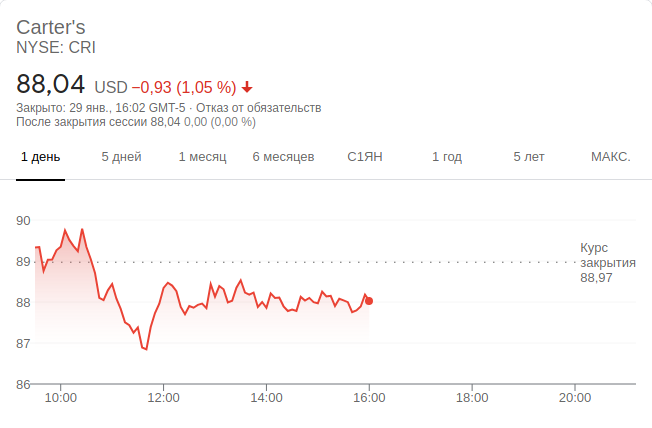 Carter's
NYSE: CRI
88,04 USD −0,93 (1,05 %)
Закрыто: 29 янв., 16:02 GMT-5 · Отказ от обязательств
После закрытия сессии 88,04 0,00 (0,00 %)
1 день 5 дней 1 месяц 6 месяцев С1ЯН 1 год 5 лет МАКС.
90
Курс
89 закрытия
88,97
88
87
86
10:00 12:00 14:00 16:00 18:00 20:00